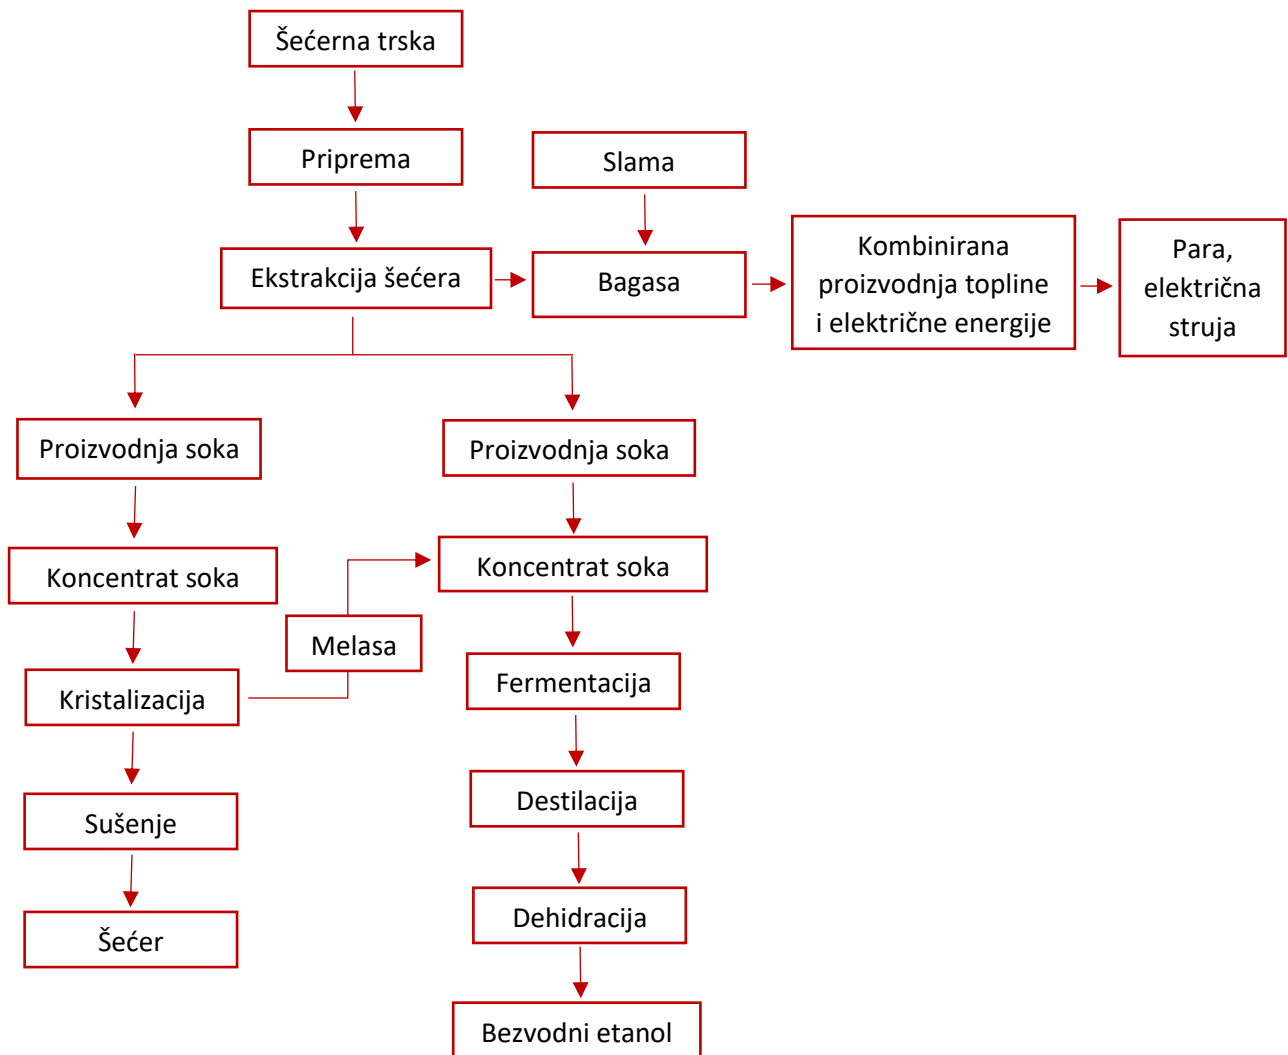 Šećerna trska
Priprema
Slama
Ekstrakcija šećera
Bagasa
Kombinirana
proizvodnja topline
i električne energije
Para,
električna
struja
Proizvodnja soka
Proizvodnja soka
Koncentrat soka
Koncentrat soka
Melasa
Kristalizacija
Fermentacija
Sušenje
Destilacija
Šećer
Dehidracija
Bezvodni etanol